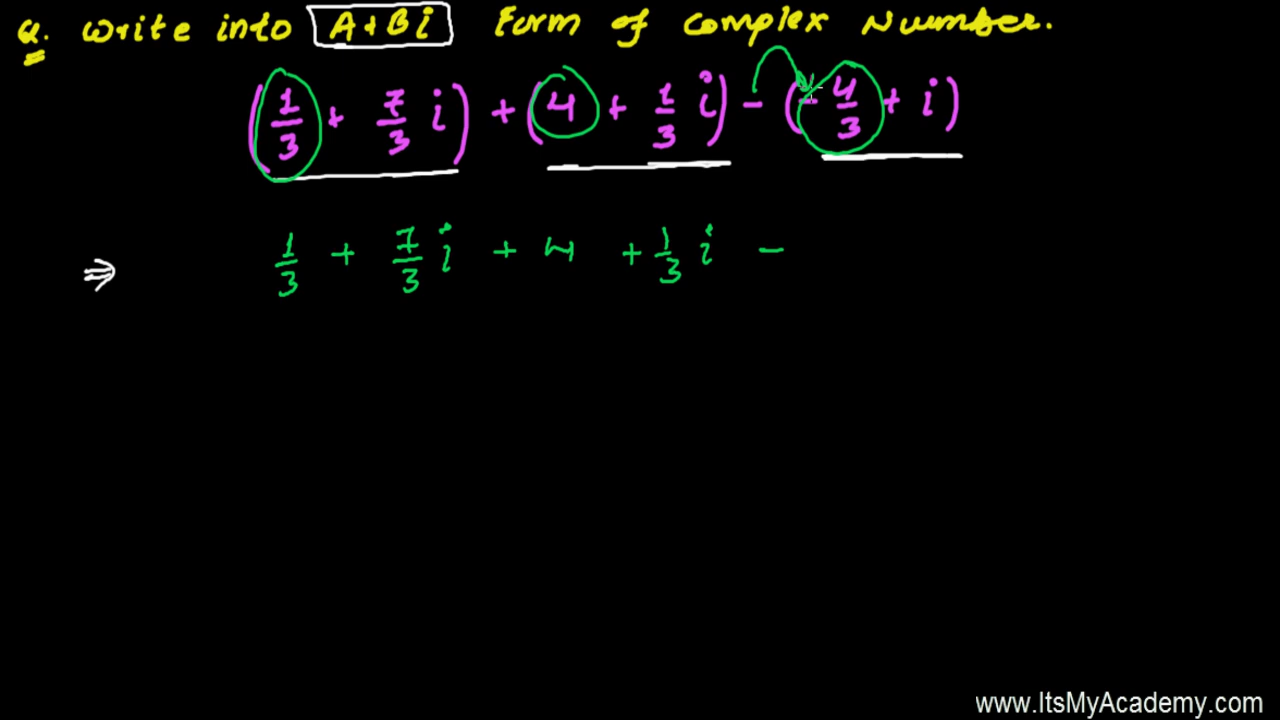 Q. Write into A+Bi Form of complex Number.
(1/3 + 7/3 i) + (4 + 1/3 i) - (-4/3 + i)
⇒ 1/3 + 7/3 i + 4 + 1/3 i -
www.ItsMyAcademy.com